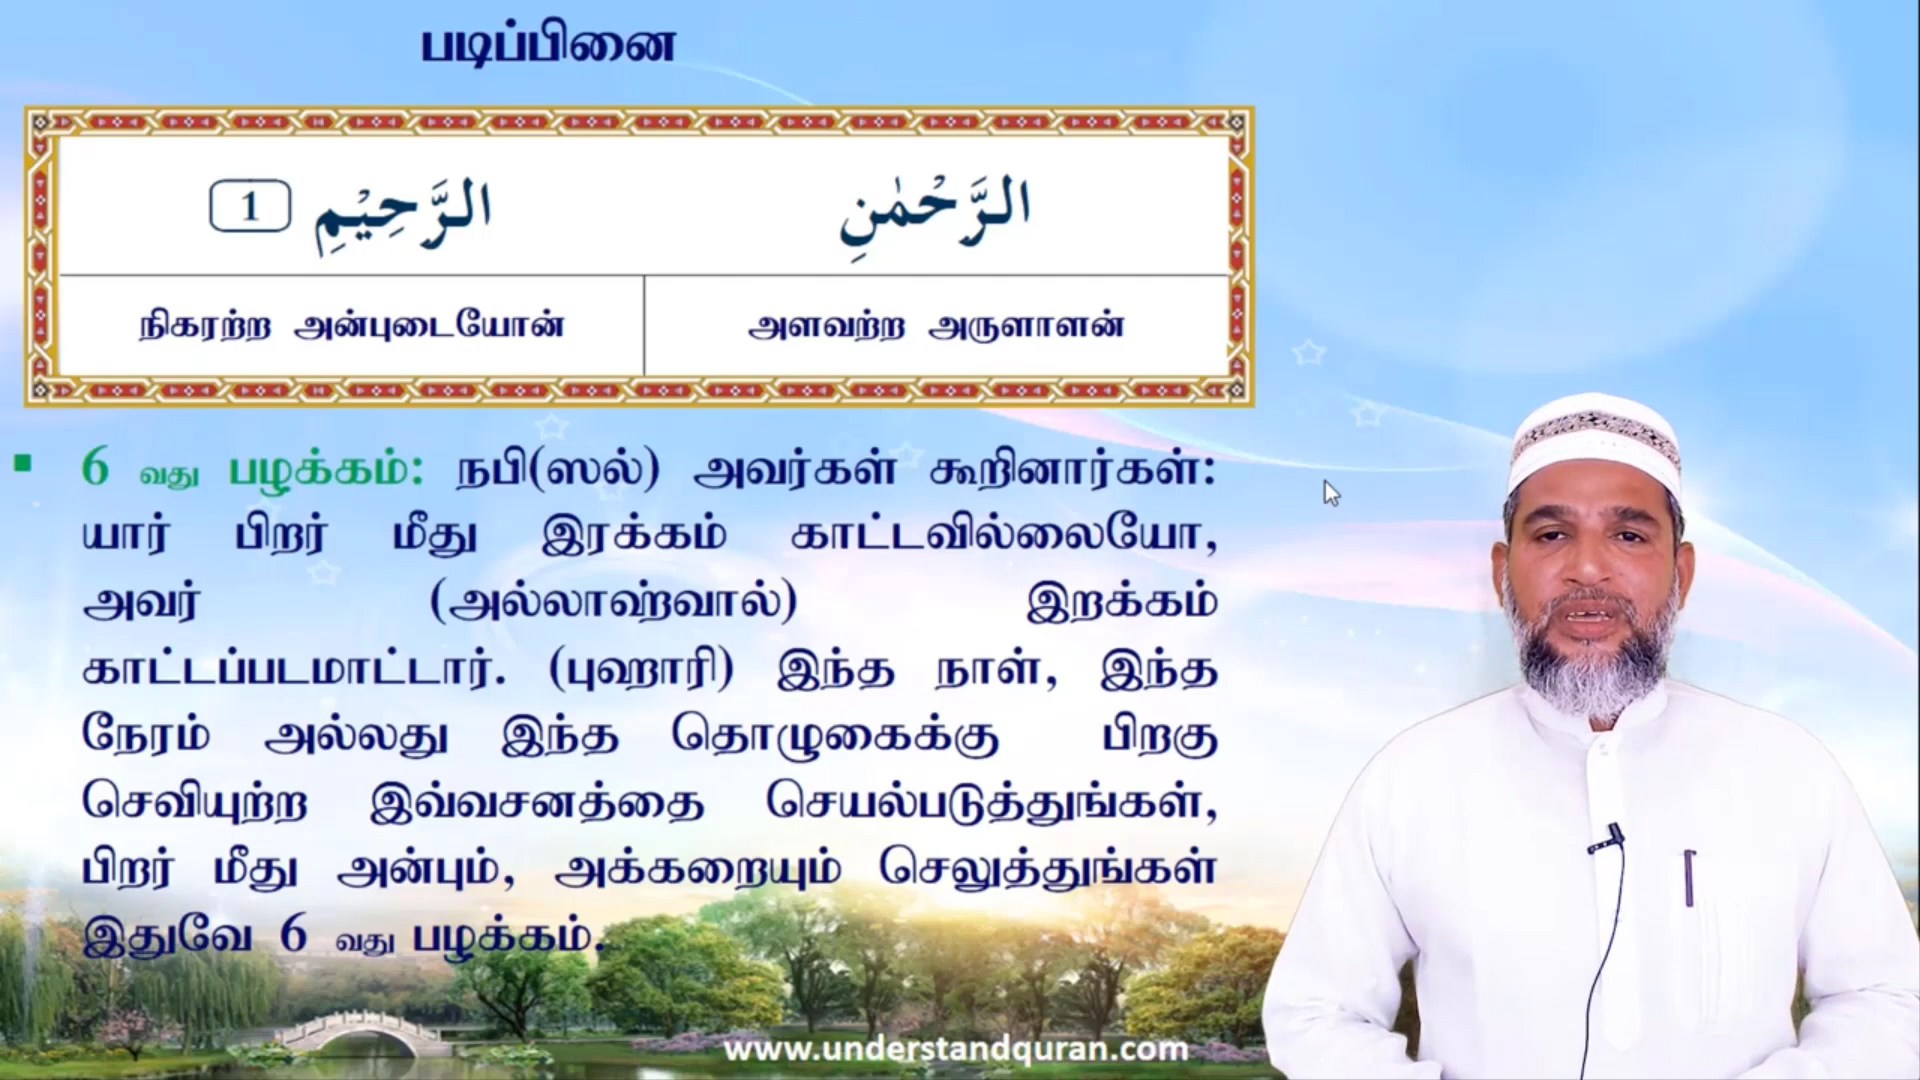 படிப்பினை
الرَّحْمٰنِ الرَّحِيْمِ 1
நிகரற்ற அன்புடையோன் அளவற்ற அருளாளன்
▪ 6 வது பழக்கம்: நபி(ஸல்) அவர்கள் கூறினார்கள்:
யார் பிறர் மீது இரக்கம் காட்டவில்லையோ,
அவர் (அல்லாஹ்வால்) இறக்கம்
காட்டப்படமாட்டார். (புஹாரி) இந்த நாள், இந்த
நேரம் அல்லது இந்த தொழுகைக்கு பிறகு
செவியுற்ற இவ்வசனத்தை செயல்படுத்துங்கள்,
பிறர் மீது அன்பும், அக்கறையும் செலுத்துங்கள்
இதுவே 6 வது பழக்கம்.
www.understandquran.com